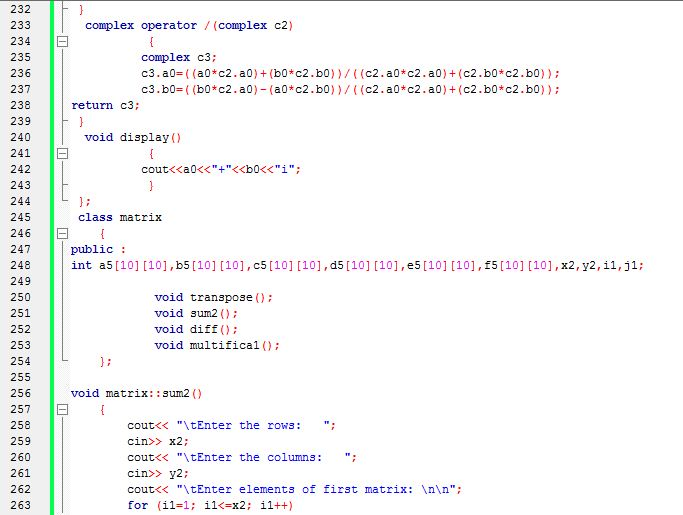 232 }
233 complex operator /(complex c2)
234 {
235 complex c3;
236 c3.a0=((a0*c2.a0)+(b0*c2.b0))/((c2.a0*c2.a0)+(c2.b0*c2.b0));
237 c3.b0=((b0*c2.a0)-(a0*c2.b0))/((c2.a0*c2.a0)+(c2.b0*c2.b0));
238 return c3;
239 }
240 void display()
241 {
242 cout<<a0<<"+"<<b0<<"i";
243 }
244 };
245 class matrix
246 {
247 public :
248 int a5[10][10],b5[10][10],c5[10][10],d5[10][10],e5[10][10],f5[10][10],x2,y2,i1,j1;
249
250 void transpose();
251 void sum2();
252 void diff();
253 void multifical();
254 };
255
256 void matrix::sum2()
257 {
258 cout<< "\tEnter the rows:   ";
259 cin>> x2;
260 cout<< "\tEnter the columns:   ";
261 cin>> y2;
262 cout<< "\tEnter elements of first matrix: \n\n";
263 for (i1=1; i1<=x2; i1++)